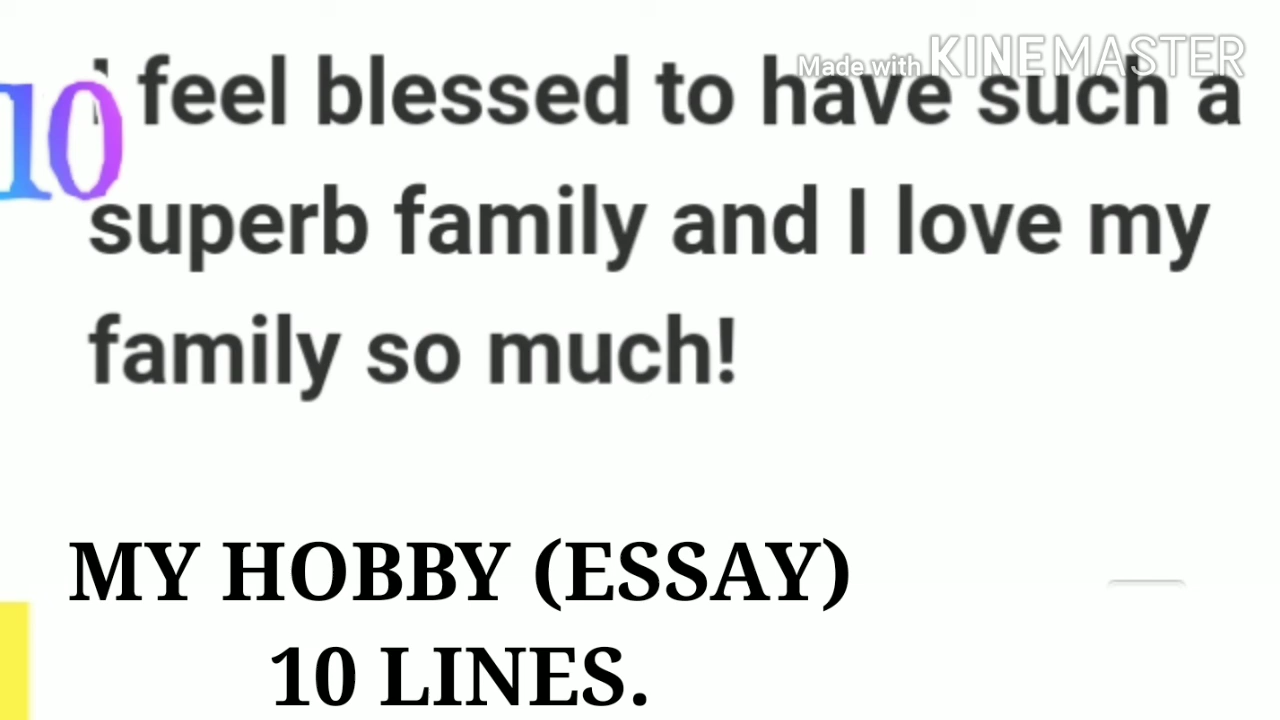 Made with KINEMASTER
10 I feel blessed to have such a
superb family and I love my
family so much!
MY HOBBY (ESSAY)
10 LINES.